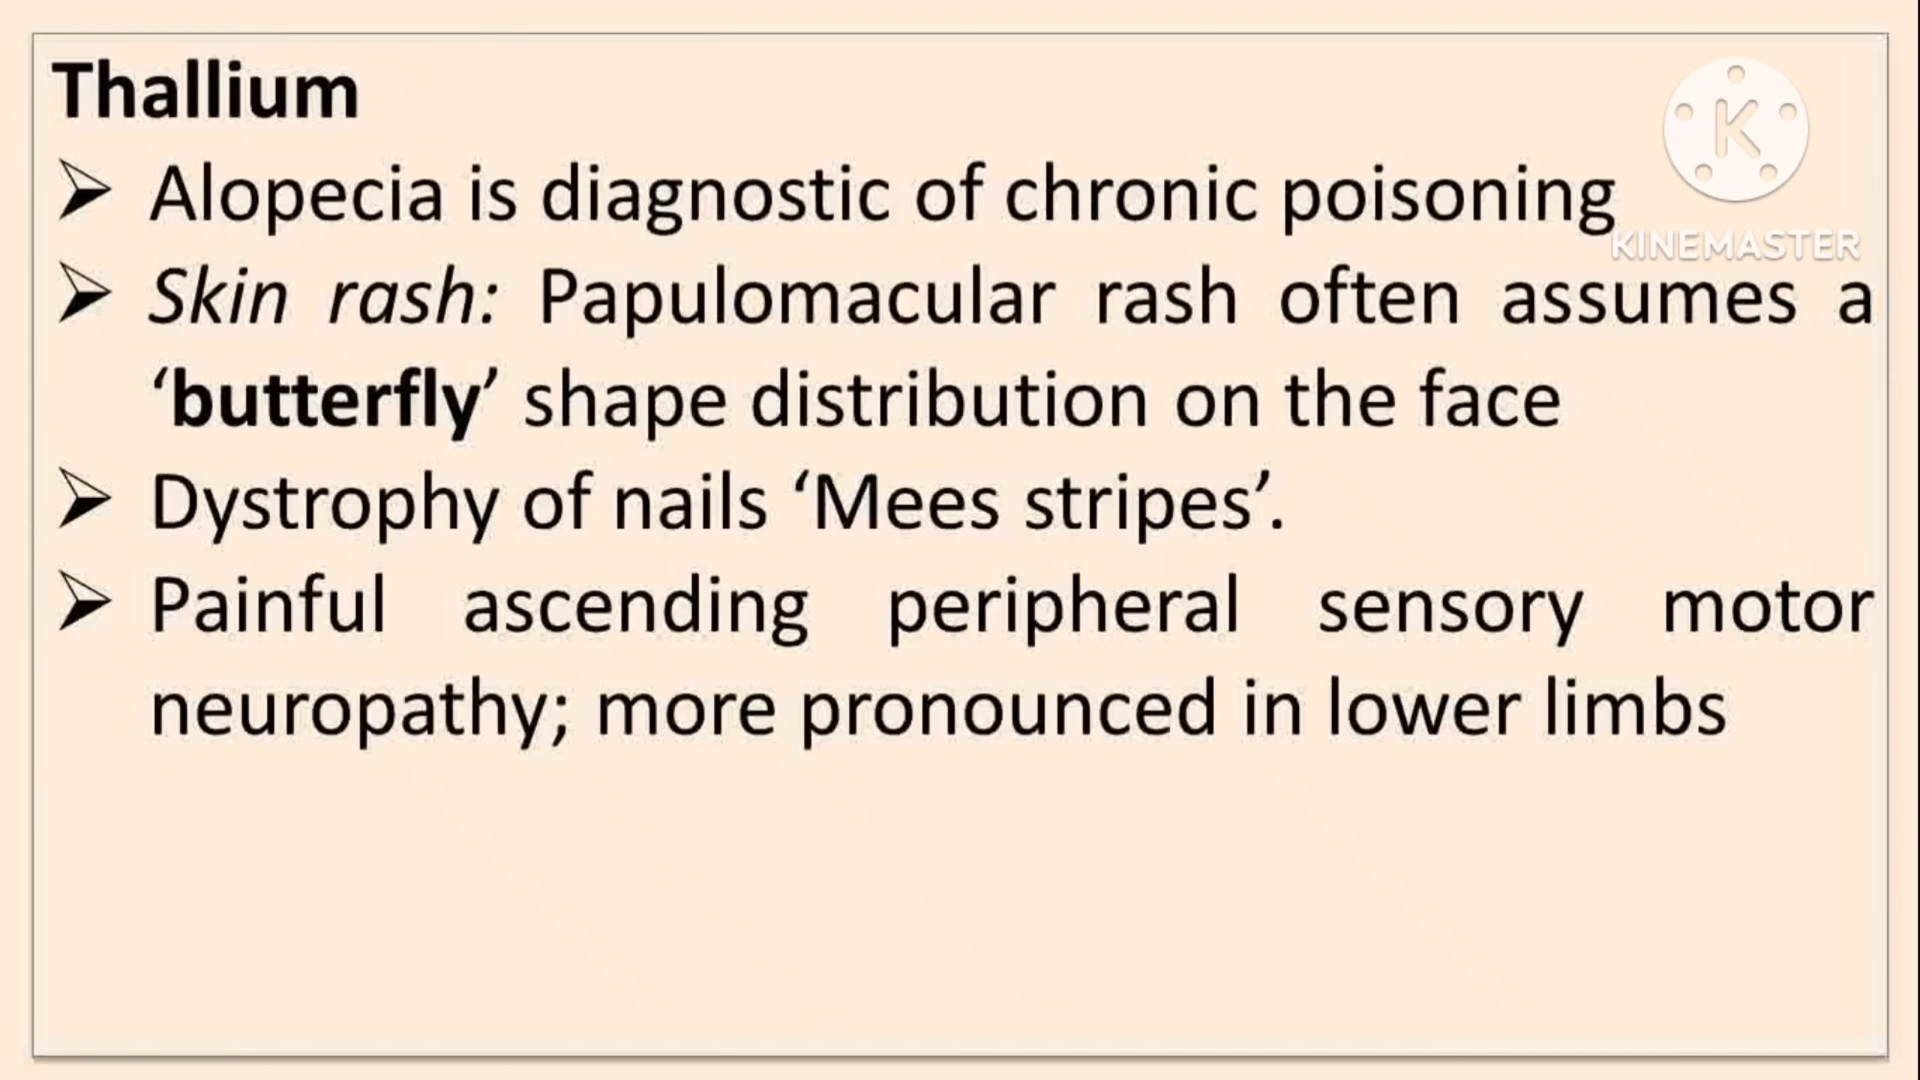 Thallium
➢ Alopecia is diagnostic of chronic poisoning
K
KINEMASTER
➢ Skin rash: Papulomacular rash often assumes a
‘butterfly’ shape distribution on the face
➢ Dystrophy of nails ‘Mees stripes’.
➢ Painful ascending peripheral sensory motor
neuropathy; more pronounced in lower limbs